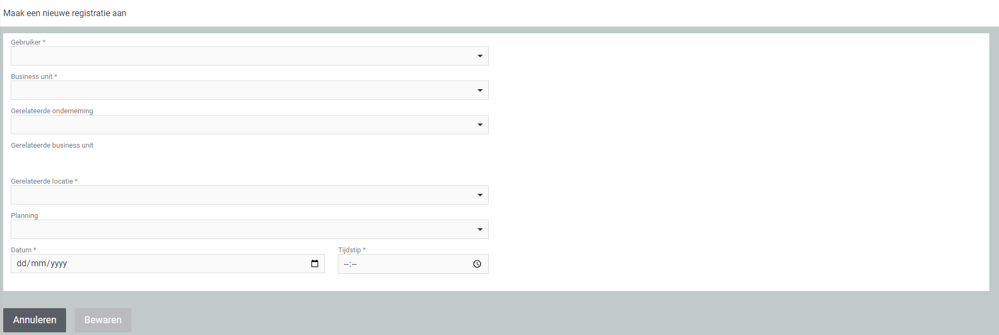 Maak een nieuwe registratie aan
Gebruiker *
Business unit *
Gerelateerde onderneming
Gerelateerde business unit
Gerelateerde locatie *
Planning
Datum * Tijdstip *
dd/mm/yyyy --:--
Annuleren Bewaren